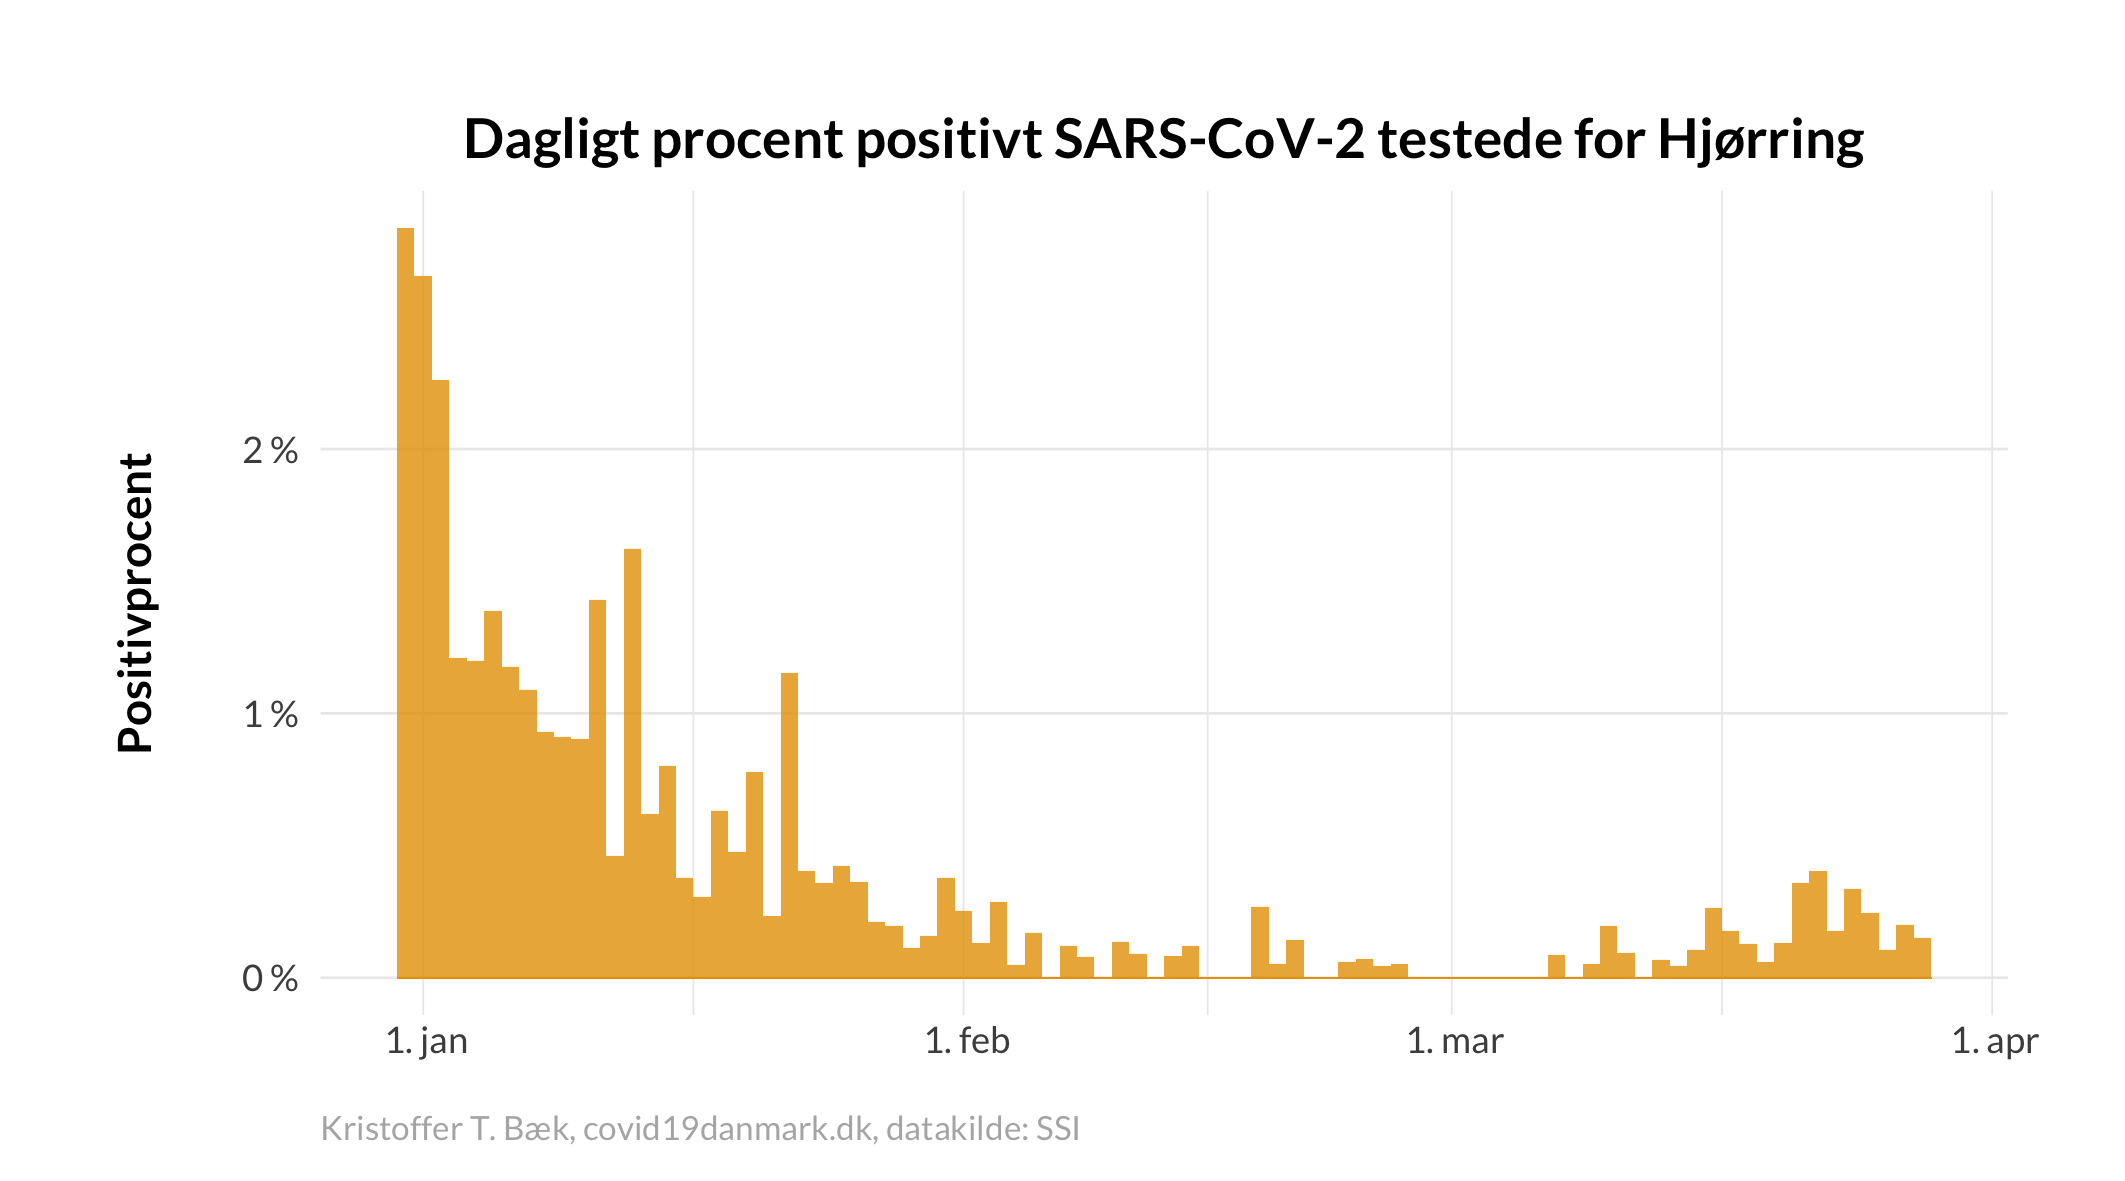 Dagligt procent positivt SARS-CoV-2 testede for Hjørring
Positivprocent
2 %
1 %
0 %
1. jan
1. feb
1. mar
1. apr
Kristoffer T. Bæk, covid19danmark.dk, datakilde: SSI